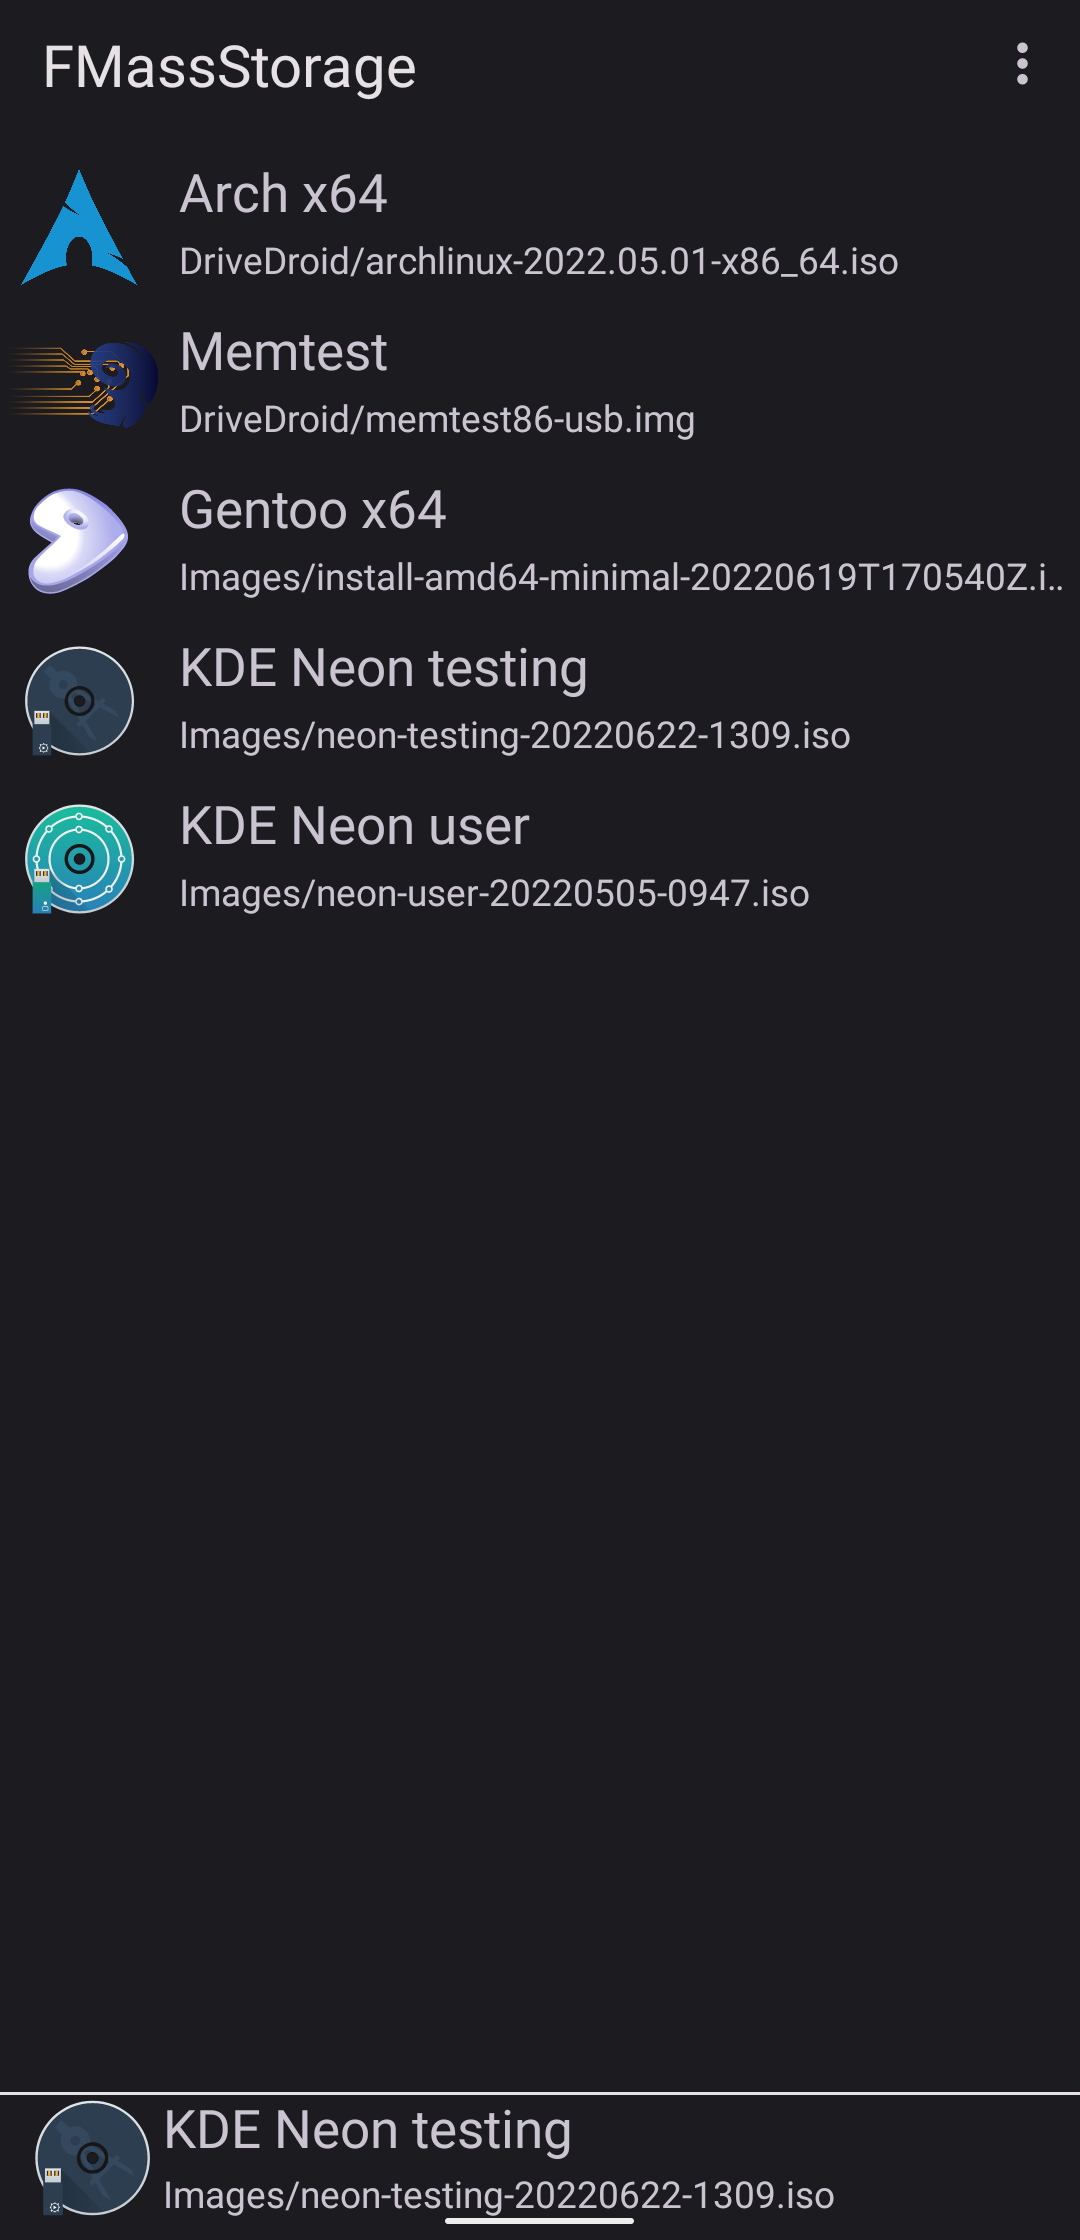 FMassStorage
Arch x64
DriveDroid/archlinux-2022.05.01-x86_64.iso
Memtest
DriveDroid/memtest86-usb.img
Gentoo x64
Images/install-amd64-minimal-20220619T170540Z.i..
KDE Neon testing
Images/neon-testing-20220622-1309.iso
KDE Neon user
Images/neon-user-20220505-0947.iso
KDE Neon testing
Images/neon-testing-20220622-1309.iso